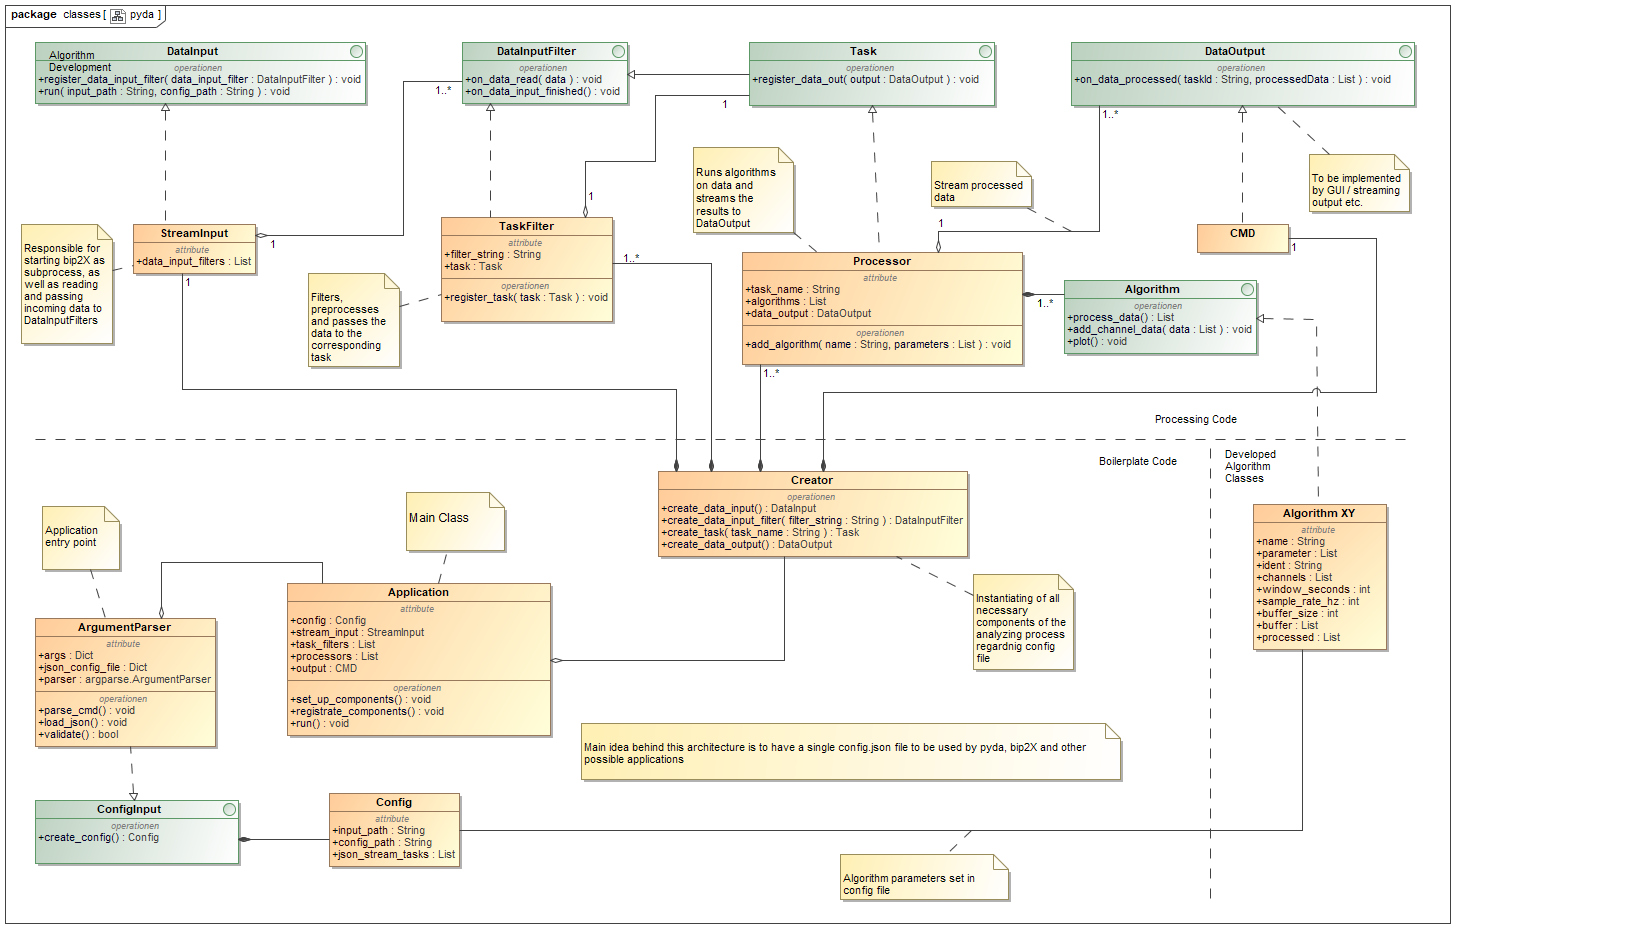 package classes [ pyda ]
DataInput
Algorithm
Development
operationen
+register_data_input_filter( data_input_filter : DataInputFilter ) : void
+run( input_path : String, config_path : String ) : void
DataInputFilter
operationen
+on_data_read( data ) : void
+on_data_input_finished() : void
Task
operationen
+register_data_out( output : DataOutput ) : void
DataOutput
operationen
+on_data_processed( taskId : String, processedData : List ) : void
1..*
1
1..*
1
1
1
Runs algorithms
on data and
streams the
results to
DataOutput
Stream processed
data
To be implemented
by GUI / streaming
output etc.
Responsible for
starting bip2X as
subprocess, as
well as reading
and passing
incoming data to
DataInputFilters
StreamInput
attribute
+data_input_filters : List
1
TaskFilter
attribute
+filter_string : String
+task : Task
operationen
+register_task( task : Task ) : void
1..*
Filters,
preprocesses
and passes the
data to the
corresponding
task
Processor
attribute
+task_name : String
+algorithms : List
+data_output : DataOutput
operationen
+add_algorithm( name : String, parameters : List ) : void
1..*
1..*
CMD
1
Algorithm
operationen
+process_data() : List
+add_channel_data( data : List ) : void
+plot() : void
Processing Code
Boilerplate Code
Developed
Algorithm
Classes
Creator
operationen
+create_data_input() : DataInput
+create_data_input_filter( filter_string : String ) : DataInputFilter
+create_task( task_name : String ) : Task
+create_data_output() : DataOutput
Algorithm XY
attribute
+name : String
+parameter : List
+ident : String
+channels : List
+window_seconds : int
+sample_rate_hz : int
+buffer_size : int
+buffer : List
+processed : List
Application
entry point
Main Class
ArgumentParser
attribute
+args : Dict
+json_config_file : Dict
+parser : argparse.ArgumentParser
operationen
+parse_cmd() : void
+load_json() : void
+validate() : bool
Application
attribute
+config : Config
+stream_input : StreamInput
+task_filters : List
+processors : List
+output : CMD
operationen
+set_up_components() : void
+registrate_components() : void
+run() : void
Instantiating of all
necessary
components of the
analyzing process
regardnig config
file
Main idea behind this architecture is to have a single config.json file to be used by pyda, bip2X and other
possible applications
ConfigInput
operationen
+create_config() : Config
Config
attribute
+input_path : String
+config_path : String
+json_stream_tasks : List
Algorithm parameters set in
config file